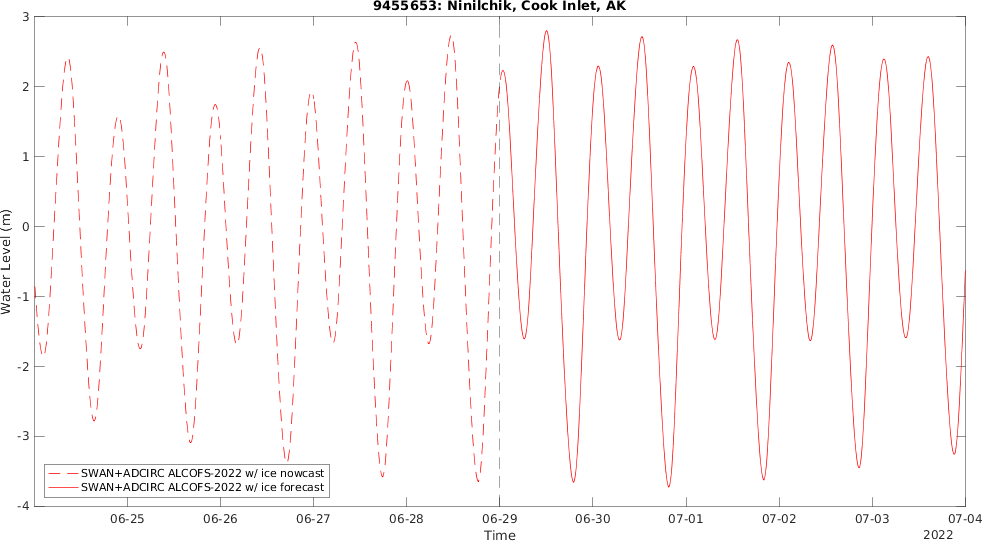 9455653: Ninilchik, Cook Inlet, AK
3
2
1
0
-1
-2
-3
-4
Water Level (m)
SWAN+ADCIRC ALCOFS-2022 w/ ice nowcast
SWAN+ADCIRC ALCOFS-2022 w/ ice forecast
06-25 06-26 06-27 06-28 06-29 06-30 07-01 07-02 07-03 07-04
Time
2022